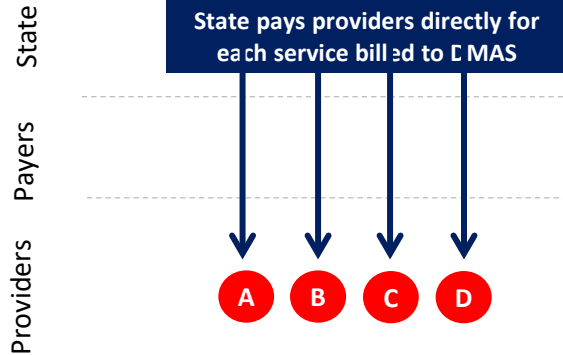 State
State pays providers directly for
each service billed to DMAS
Payers
Providers
A B C D